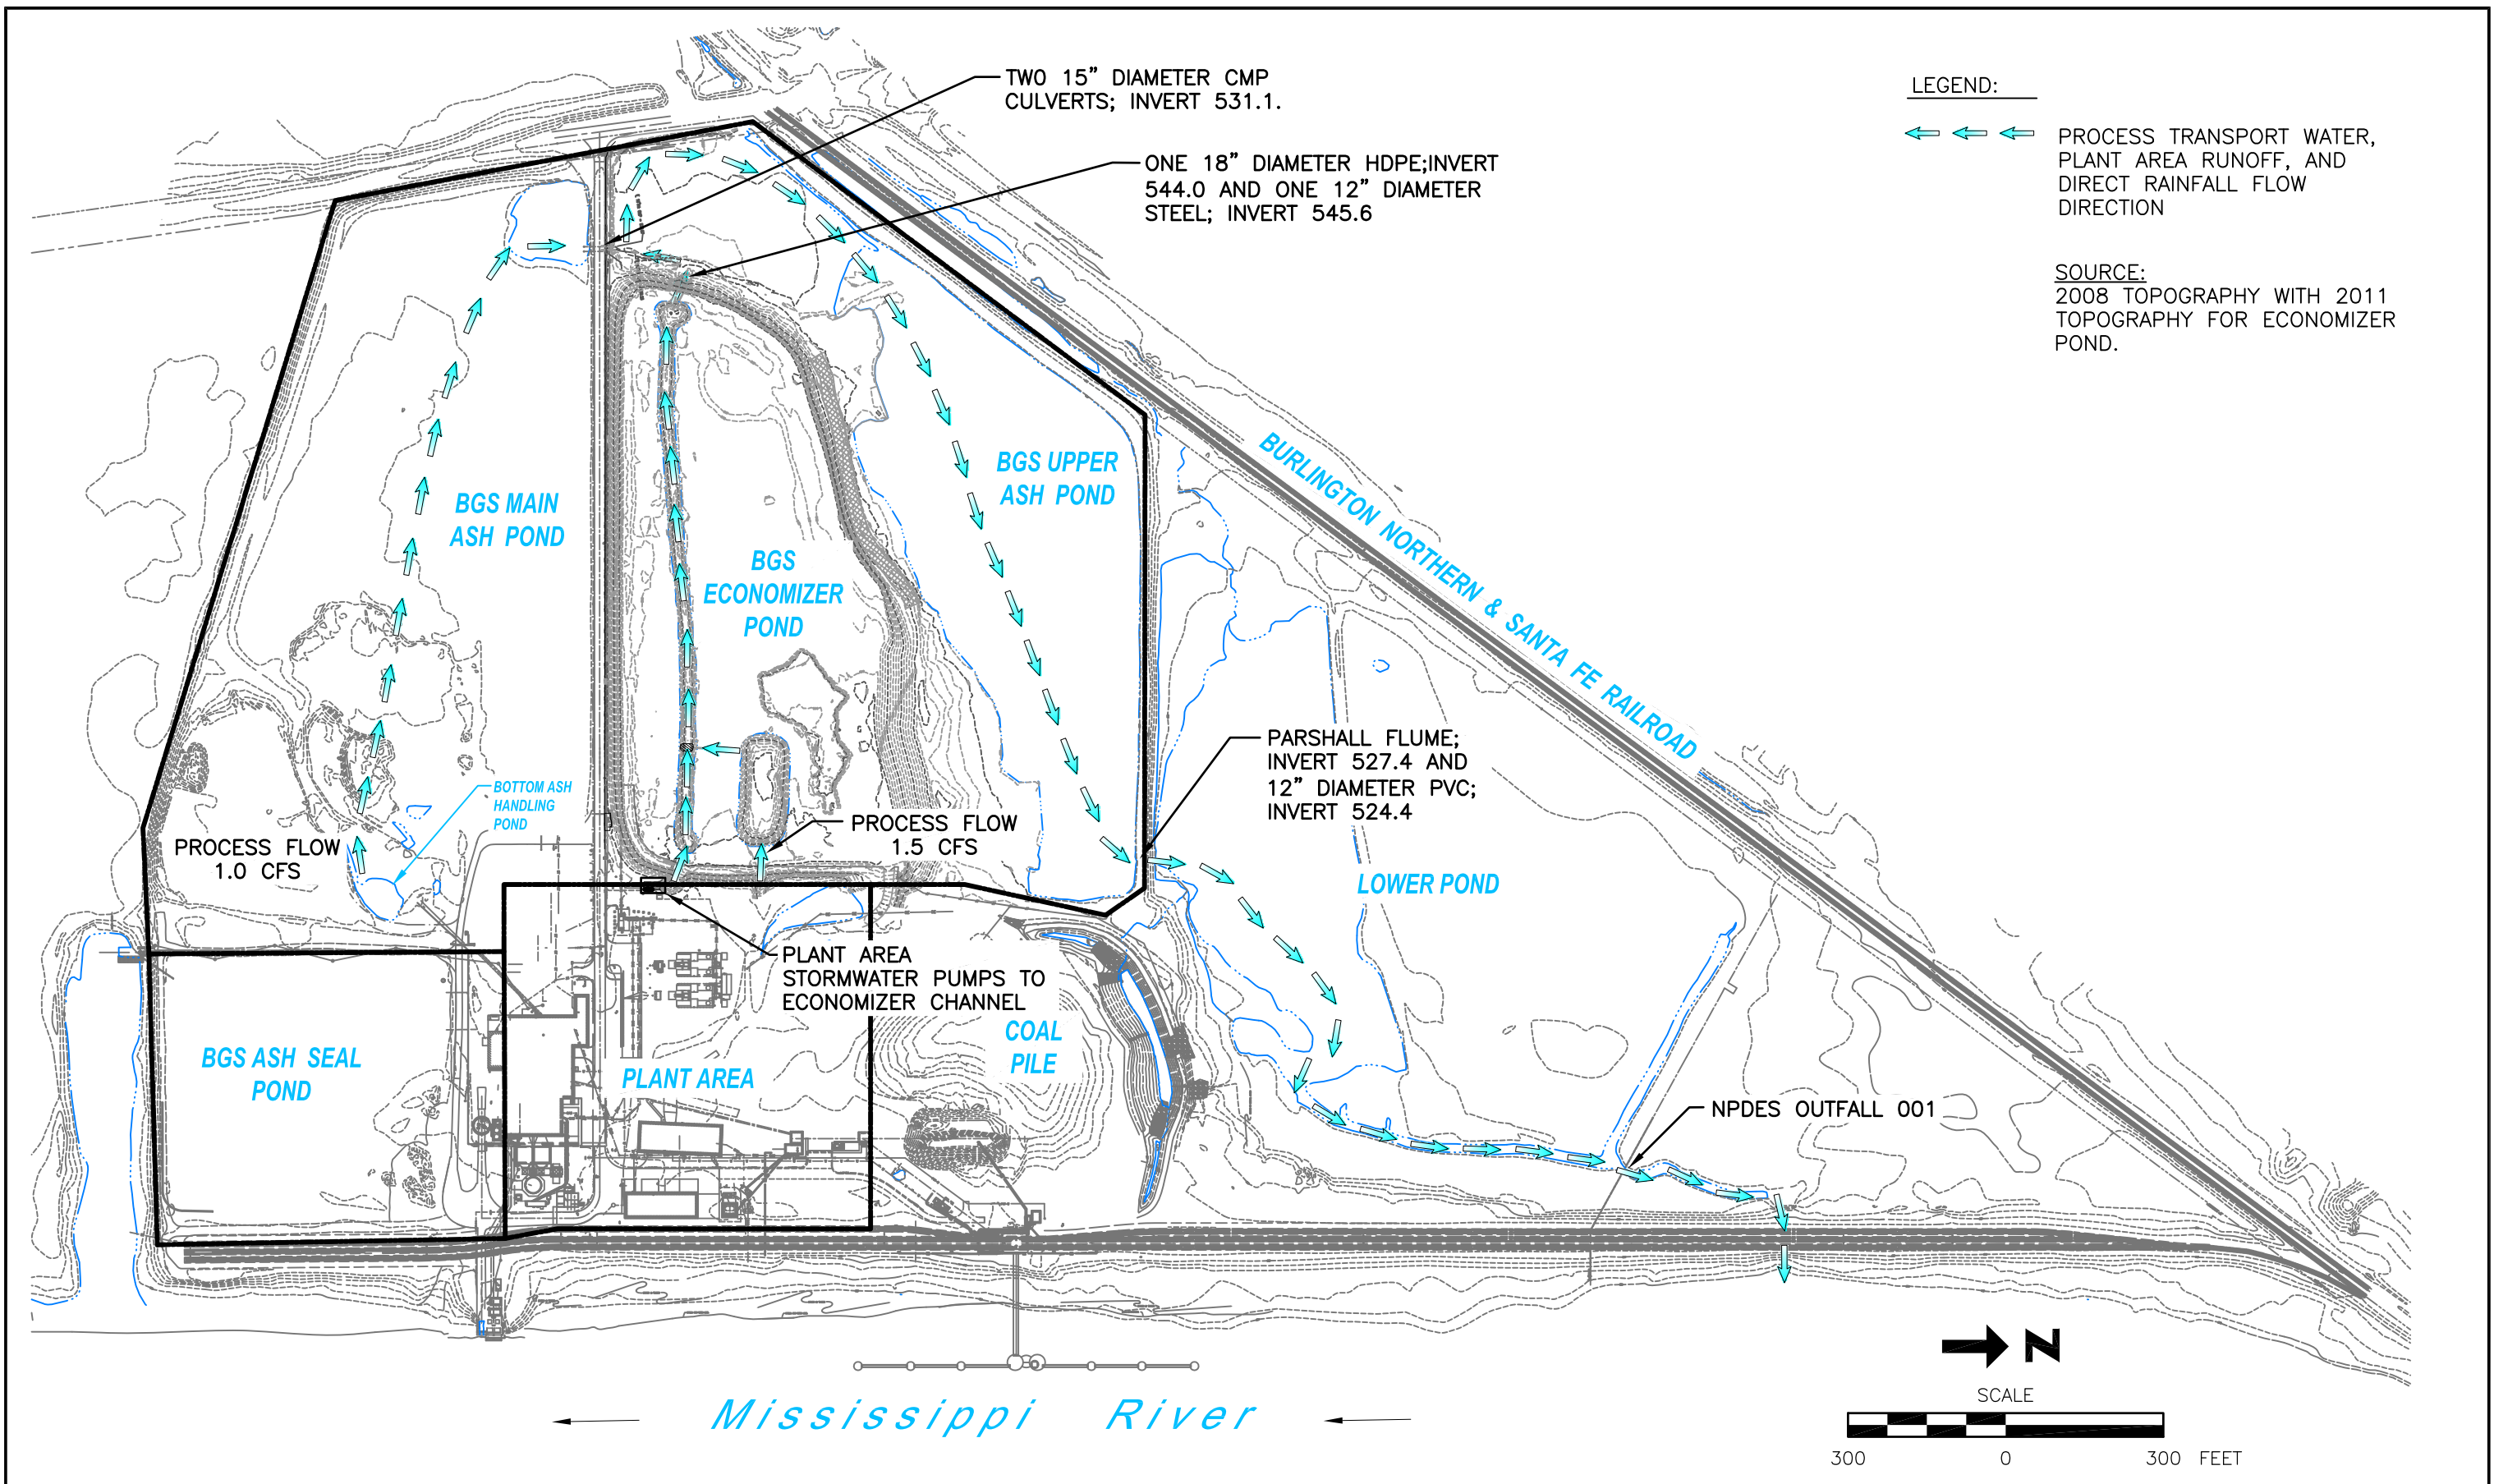 TWO 15” DIAMETER CMP
CULVERTS; INVERT 531.1.
ONE 18” DIAMETER HDPE;INVERT
544.0 AND ONE 12” DIAMETER
STEEL; INVERT 545.6
LEGEND:
PROCESS TRANSPORT WATER,
PLANT AREA RUNOFF, AND
DIRECT RAINFALL FLOW
DIRECTION
SOURCE:
2008 TOPOGRAPHY WITH 2011
TOPOGRAPHY FOR ECONOMIZER
POND.
BGS MAIN
ASH POND
BGS
ECONOMIZER
POND
BGS UPPER
ASH POND
BURLINGTON NORTHERN & SANTA FE RAILROAD
BOTTOM ASH
HANDLING
POND
PROCESS FLOW
1.0 CFS
PROCESS FLOW
1.5 CFS
PARSHALL FLUME;
INVERT 527.4 AND
12” DIAMETER PVC;
INVERT 524.4
LOWER POND
PLANT AREA
STORMWATER PUMPS TO
ECONOMIZER CHANNEL
BGS ASH SEAL
POND
PLANT AREA
COAL
PILE
NPDES OUTFALL 001
Mississippi River
N
SCALE
300 0 300 FEET